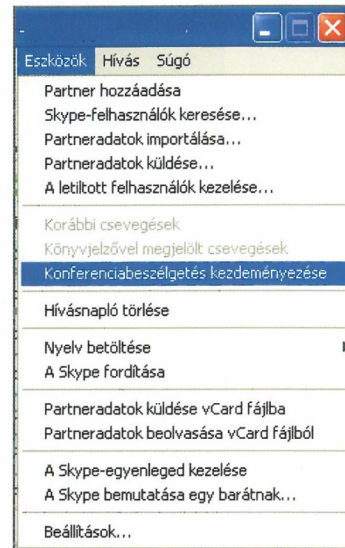 Eszközök Hívás Súgó
Partner hozzáadása
Skype-felhasználók keresése...
Partneradatok importálása...
Partneradatok küldése...
A letiltott felhasználók kezelése...
Korábbi csevegések
Könyvjelzővel megjelölt csevegések
Konferenciabeszélgetés kezdeményezése
Hívásnapló törlése
Nyelv betöltése
A Skype fordítása
Partneradatok küldése vCard fájlba
Partneradatok beolvasása vCard fájlból
A Skype-egyenleged kezelése
A Skype bemutatása egy barátnak...
Beállítások...